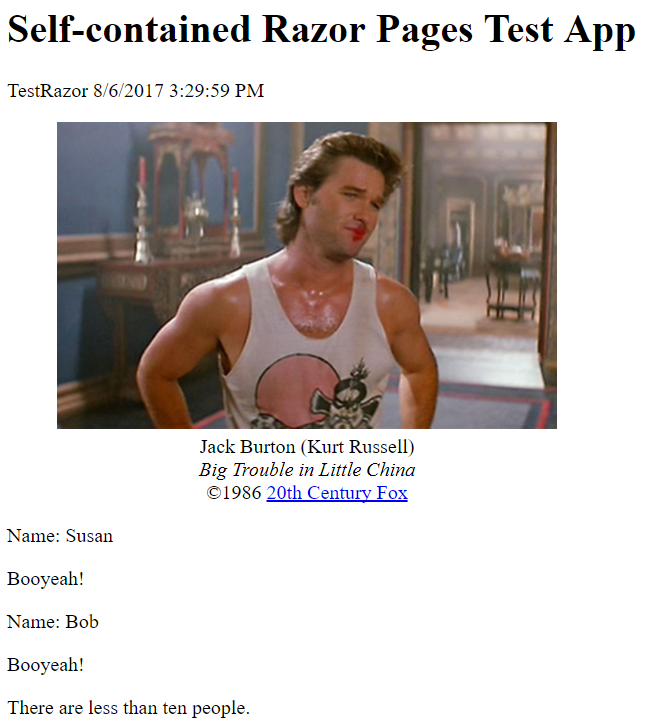 Self-contained Razor Pages Test App
TestRazor 8/6/2017 3:29:59 PM
Jack Burton (Kurt Russell)
Big Trouble in Little China
©1986 20th Century Fox
Name: Susan
Booyeah!
Name: Bob
Booyeah!
There are less than ten people.